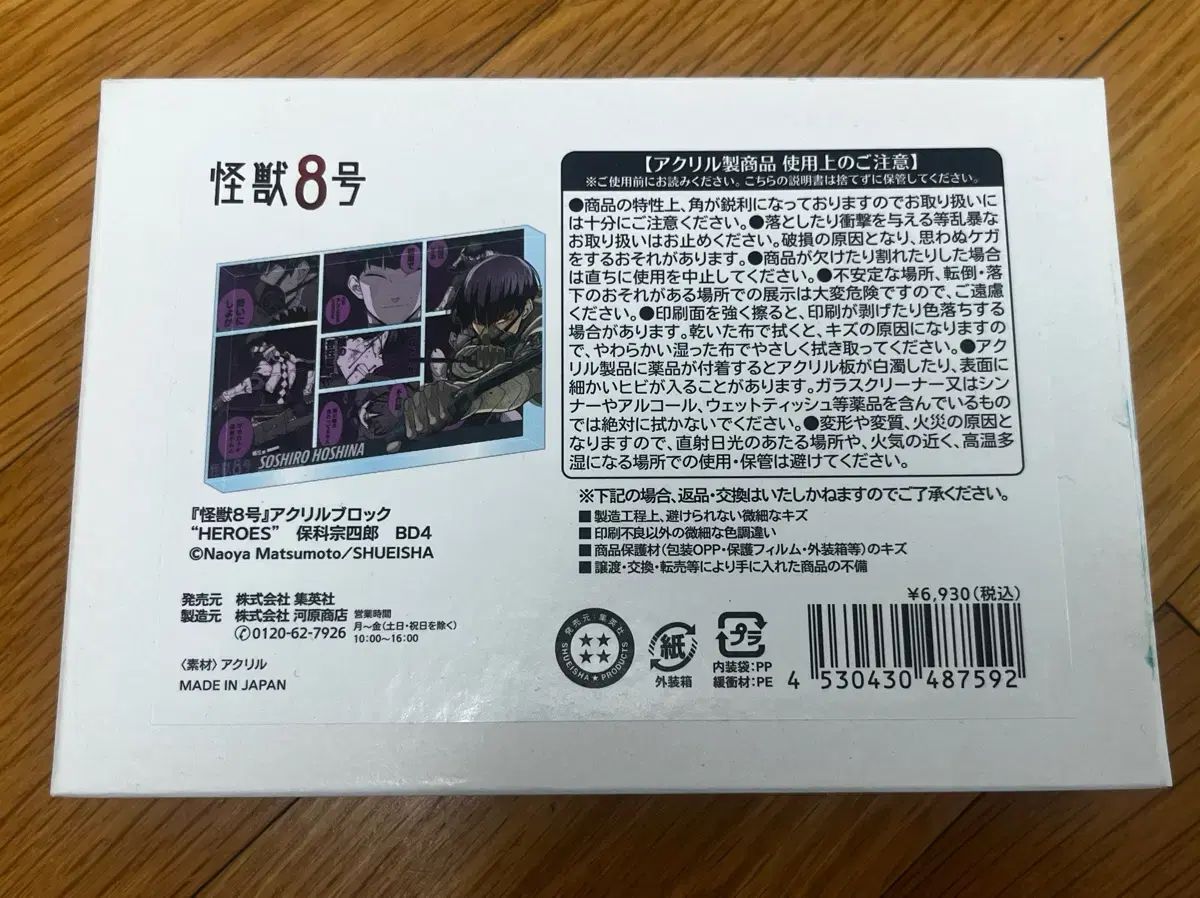 怪獣8号
SOSHIRO HOSHINA
怪獣8号
『怪獣8号』アクリルブロック
“HEROES” 保科宗四郎 BD4
©Naoya Matsumoto/SHUEISHA
発売元 株式会社 集英社
製造元 株式会社 河原商店
0120-62-7926
営業時間
月~金(土日・祝日を除く)
10:00~16:00
〈素材〉アクリル
MADE IN JAPAN
【アクリル製商品 使用上のご注意】
※ご使用前にお読みください。こちらの説明書は捨てずに保管してください。
●商品の特性上、角が鋭利になっておりますのでお取り扱いに
は十分にご注意ください。●落としたり衝撃を与える等乱暴な
お取り扱いはお止めください。破損の原因となり、思わぬケガ
をするおそれがあります。●商品が欠けたり割れたりした場合
は直ちに使用を中止してください。●不安定な場所、転倒・落
下のおそれがある場所での展示は大変危険ですので、ご遠慮
ください。●印刷面を強く擦ると、印刷が剥げたり色落ちする
場合があります。乾いた布で拭くと、キズの原因になりますの
で、やわらかい湿った布でやさしく拭き取ってください。●アク
リル製品に薬品が付着するとアクリル板が白濁したり、表面に
細かいヒビが入ることがあります。ガラスクリーナー又はシン
ナーやアルコール、ウェットティッシュ等薬品を含んでいるもの
では絶対に拭かないでください。●変形や変質、火災の原因と
なりますので、直射日光のあたる場所や、火気の近く、高温多
湿になる場所での使用・保管は避けてください。
※下記の場合、返品・交換はいたしかねますのでご了承ください。
■製造工程上、避けられない微細なキズ
■印刷不良以外の微細な色調違い
■商品保護材(包装OPP・保護フィルム・外装箱等)のキズ
■譲渡・交換・転売等により手に入れた商品の不備
発売元:集英社
SHUEISHA★PRODUCTS
紙
外装箱
プラ
内装袋:PP
緩衝材:PE
¥6,930(税込)
4 530430 487592